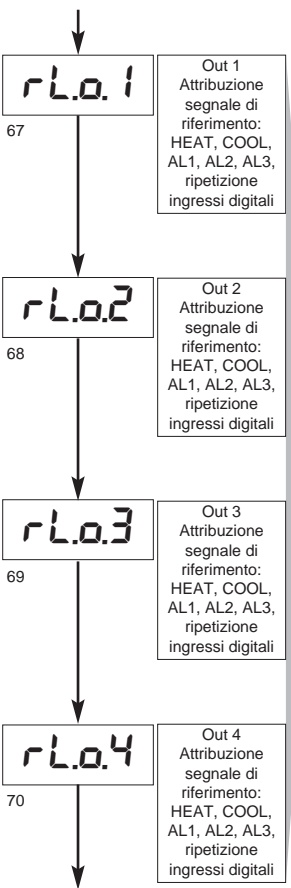 rL.o.1
67
Out 1
Attribuzione
segnale di
riferimento:
HEAT, COOL,
AL1, AL2, AL3,
ripetizione
ingressi digitali
rL.o.2
68
Out 2
Attribuzione
segnale di
riferimento:
HEAT, COOL,
AL1, AL2, AL3,
ripetizione
ingressi digitali
rL.o.3
69
Out 3
Attribuzione
segnale di
riferimento:
HEAT, COOL,
AL1, AL2, AL3,
ripetizione
ingressi digitali
rL.o.4
70
Out 4
Attribuzione
segnale di
riferimento:
HEAT, COOL,
AL1, AL2, AL3,
ripetizione
ingressi digitali